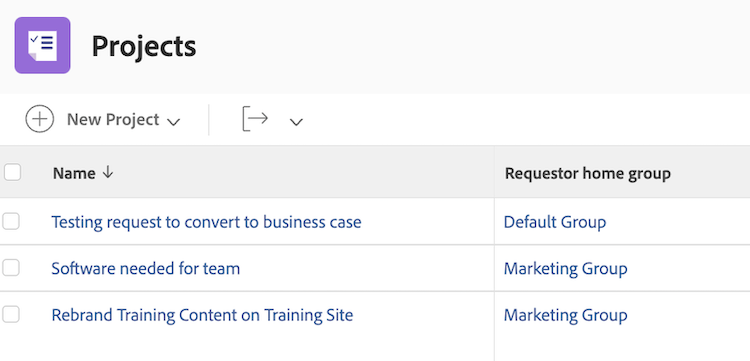 Projects
New Project
Name Requestor home group
Testing request to convert to business case Default Group
Software needed for team Marketing Group
Rebrand Training Content on Training Site Marketing Group